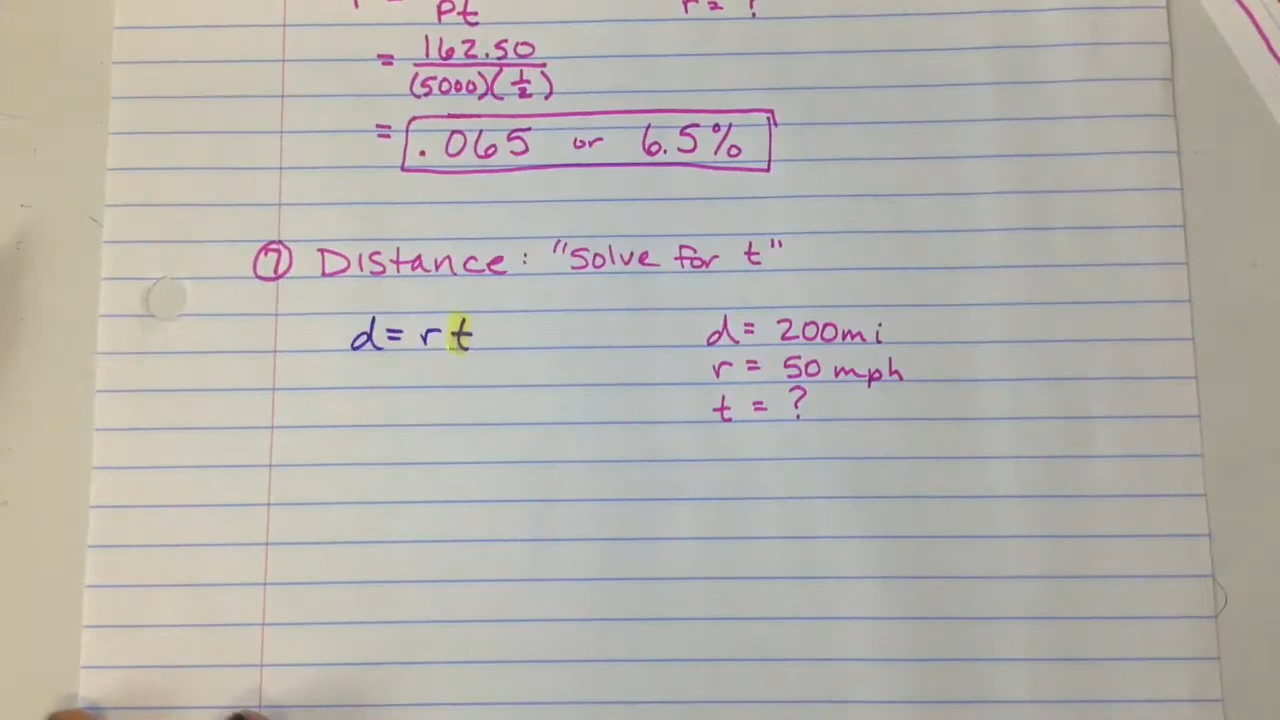 Pt
r = ?
= 162.50
(5000)(1/2)
= .065 or 6.5%
⑦ Distance: "Solve for t"
d = rt
d = 200mi
r = 50 mph
t = ?